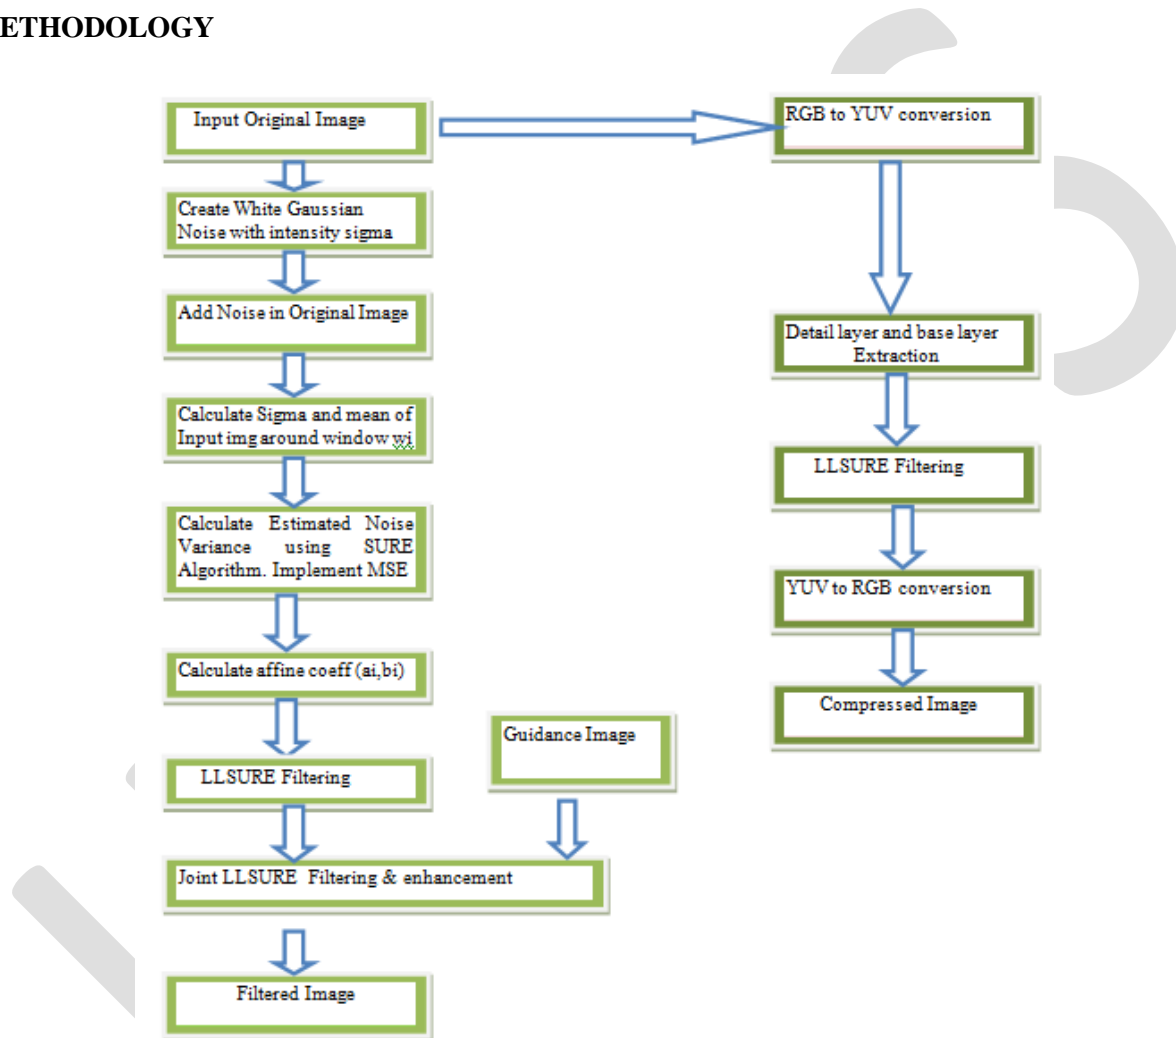 ETHODOLOGY
Input Original Image
Create White Gaussian
Noise with intensity sigma
Add Noise in Original Image
Calculate Sigma and mean of
Input img around window wi
Calculate Estimated Noise
Variance using SURE
Algorithm. Implement MSE
Calculate affine coeff (ai,bi)
LLSURE Filtering
Guidance Image
Joint LLSURE Filtering & enhancement
Filtered Image
RGB to YUV conversion
Detail layer and base layer
Extraction
LLSURE Filtering
YUV to RGB conversion
Compressed Image